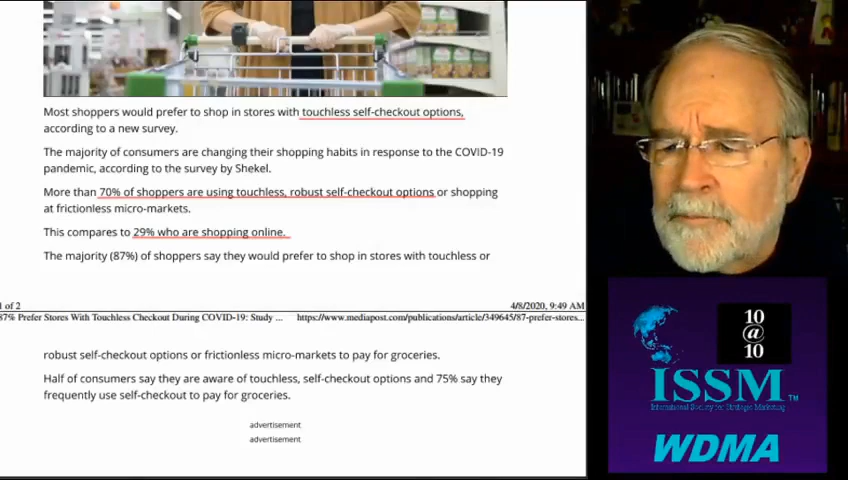 Most shoppers would prefer to shop in stores with touchless self-checkout options,
according to a new survey.
The majority of consumers are changing their shopping habits in response to the COVID-19
pandemic, according to the survey by Shekel.
More than 70% of shoppers are using touchless, robust self-checkout options or shopping
at frictionless micro-markets.
This compares to 29% who are shopping online.
The majority (87%) of shoppers say they would prefer to shop in stores with touchless or
1 of 2
4/8/2020, 9:49 AM
87% Prefer Stores With Touchless Checkout During COVID-19: Study ...
https://www.mediapost.com/publications/article/349645/87-prefer-stores...
robust self-checkout options or frictionless micro-markets to pay for groceries.
Half of consumers say they are aware of touchless, self-checkout options and 75% say they
frequently use self-checkout to pay for groceries.
advertisement
advertisement
10
@
10
ISSM TM
International Society for Strategic Marketing
WDMA